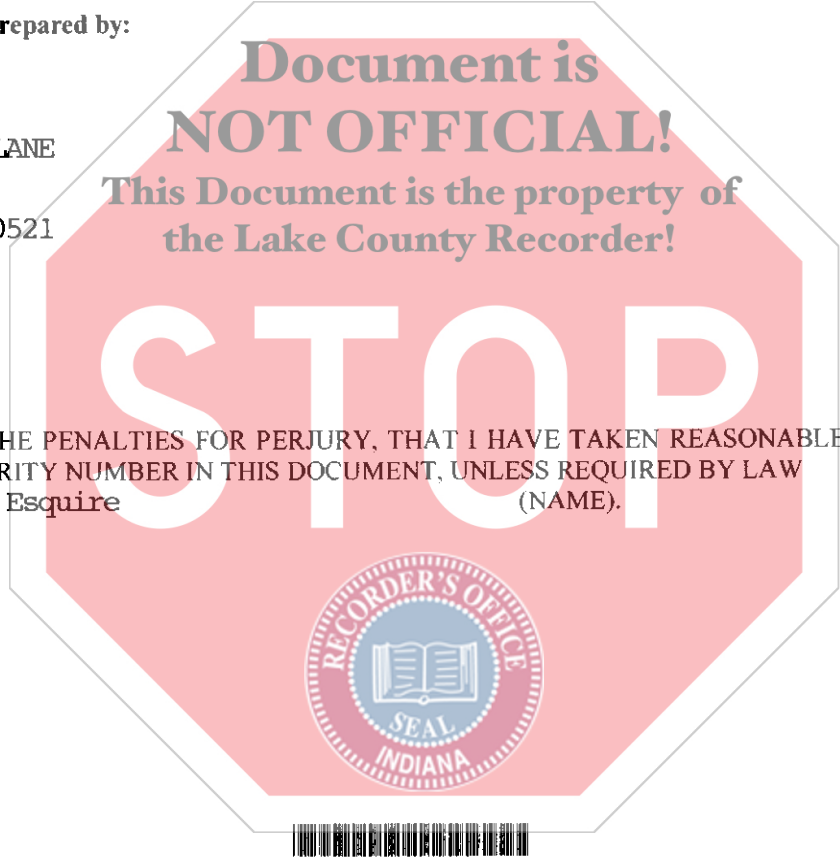 repared by:
Document is
NOT OFFICIAL!
LANE
This Document is the property of
0521
the Lake County Recorder!
STOP
HE PENALTIES FOR PERJURY, THAT I HAVE TAKEN REASONABLE
RITY NUMBER IN THIS DOCUMENT, UNLESS REQUIRED BY LAW
Esquire (NAME).
RECORDER'S OFFICE
SEAL
INDIANA